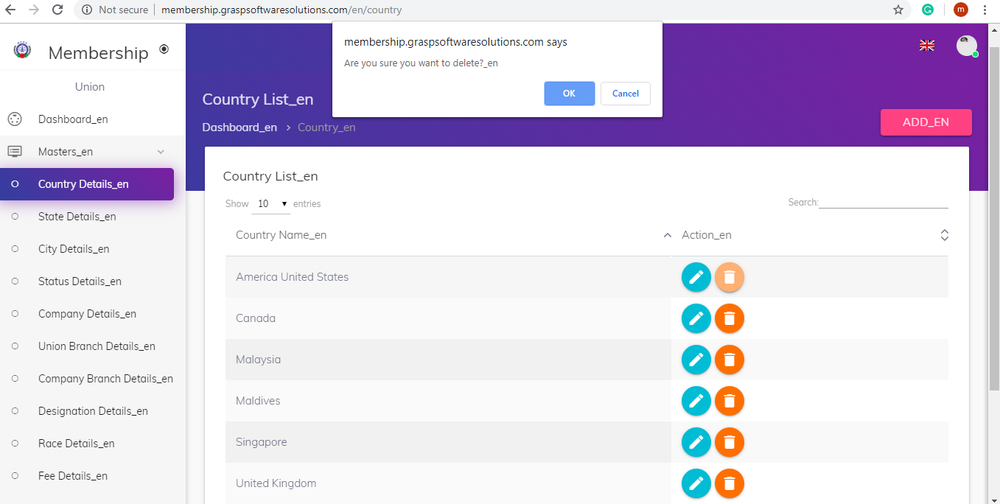 Not secure | membership.graspsoftwaresolutions.com/en/country
G
m
membership.graspsoftwaresolutions.com says
Are you sure you want to delete?_en
OK
Cancel
Membership
Union
Dashboard_en
Masters_en
Country Details_en
State Details_en
City Details_en
Status Details_en
Company Details_en
Union Branch Details_en
Company Branch Details_en
Designation Details_en
Race Details_en
Fee Details_en
Country List_en
Dashboard_en > Country_en
ADD_EN
Country List_en
Show 10 entries
Search:
Country Name_en
Action_en
America United States
Canada
Malaysia
Maldives
Singapore
United Kingdom